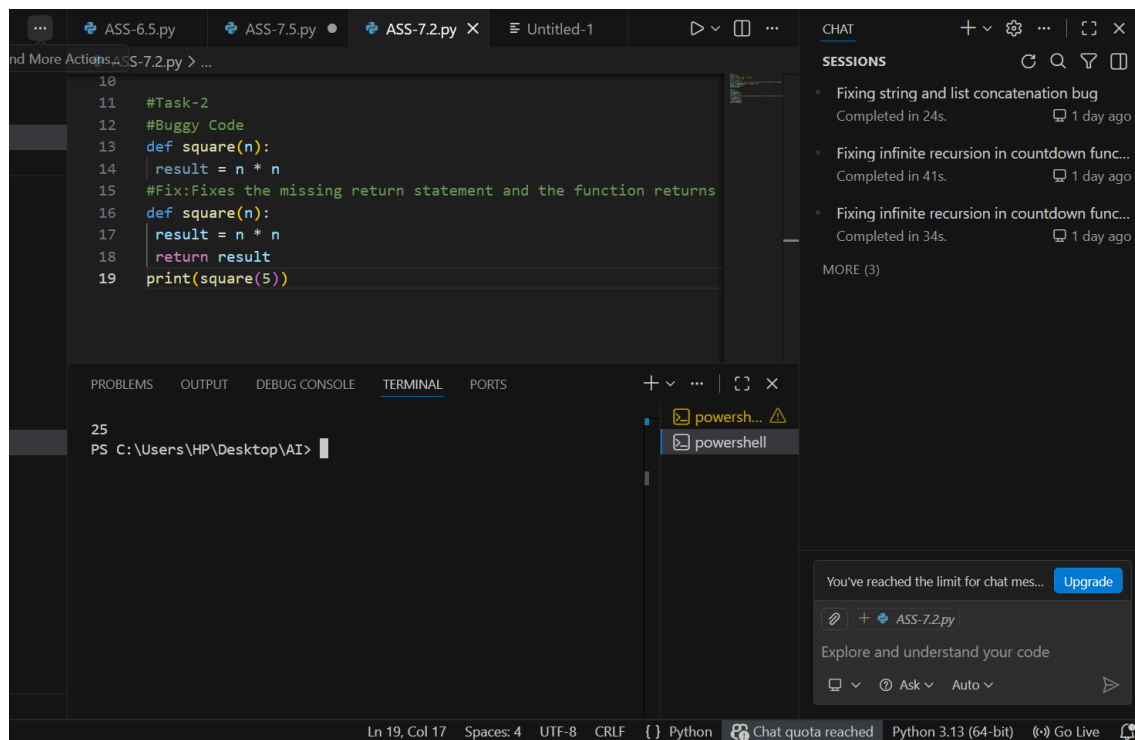 ASS-6.5.py
ASS-7.5.py
ASS-7.2.py
Untitled-1
nd More Actions...
S-7.2.py > ...
10
11 #Task-2
12 #Buggy Code
13 def square(n):
14 result = n * n
15 #Fix:Fixes the missing return statement and the function returns
16 def square(n):
17 result = n * n
18 return result
19 print(square(5))
PROBLEMS OUTPUT DEBUG CONSOLE TERMINAL PORTS
25
PS C:\Users\HP\Desktop\AI>
powersh...
powershell
CHAT
SESSIONS
Fixing string and list concatenation bug
Completed in 24s. 1 day ago
Fixing infinite recursion in countdown func...
Completed in 41s. 1 day ago
Fixing infinite recursion in countdown func...
Completed in 34s. 1 day ago
MORE (3)
You've reached the limit for chat mes... Upgrade
ASS-7.2.py
Explore and understand your code
Ask Auto
Ln 19, Col 17 Spaces: 4 UTF-8 CRLF { } Python Chat quota reached Python 3.13 (64-bit) Go Live